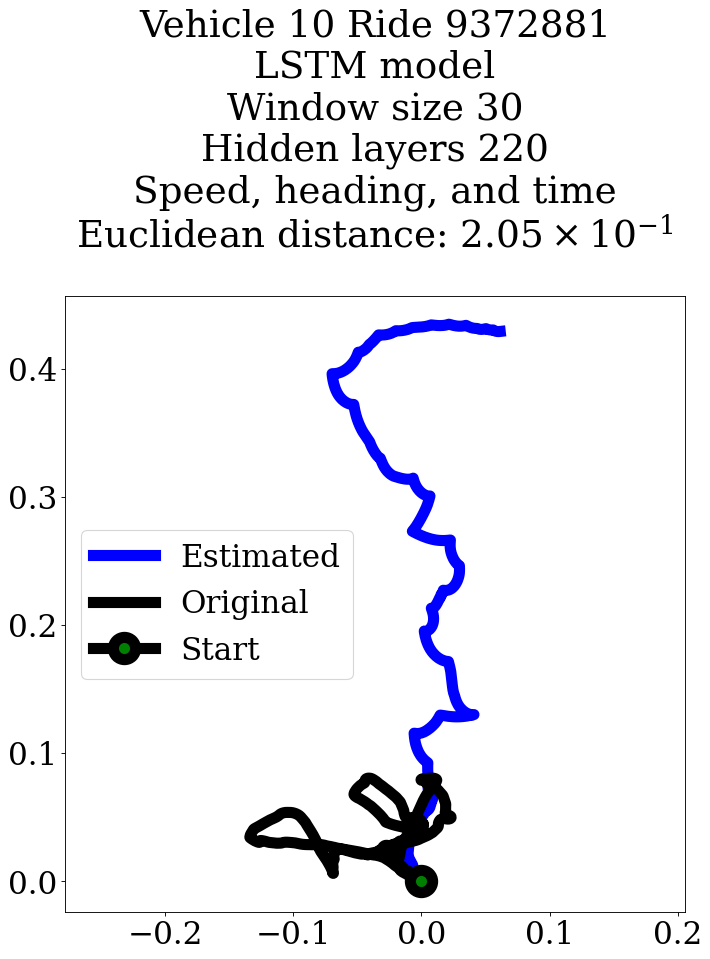 Vehicle 10 Ride 9372881
LSTM model
Window size 30
Hidden layers 220
Speed, heading, and time
Euclidean distance: 2.05 × 10⁻¹
0.4
0.3
0.2
0.1
0.0
Estimated
Original
Start
−0.2
−0.1
0.0
0.1
0.2